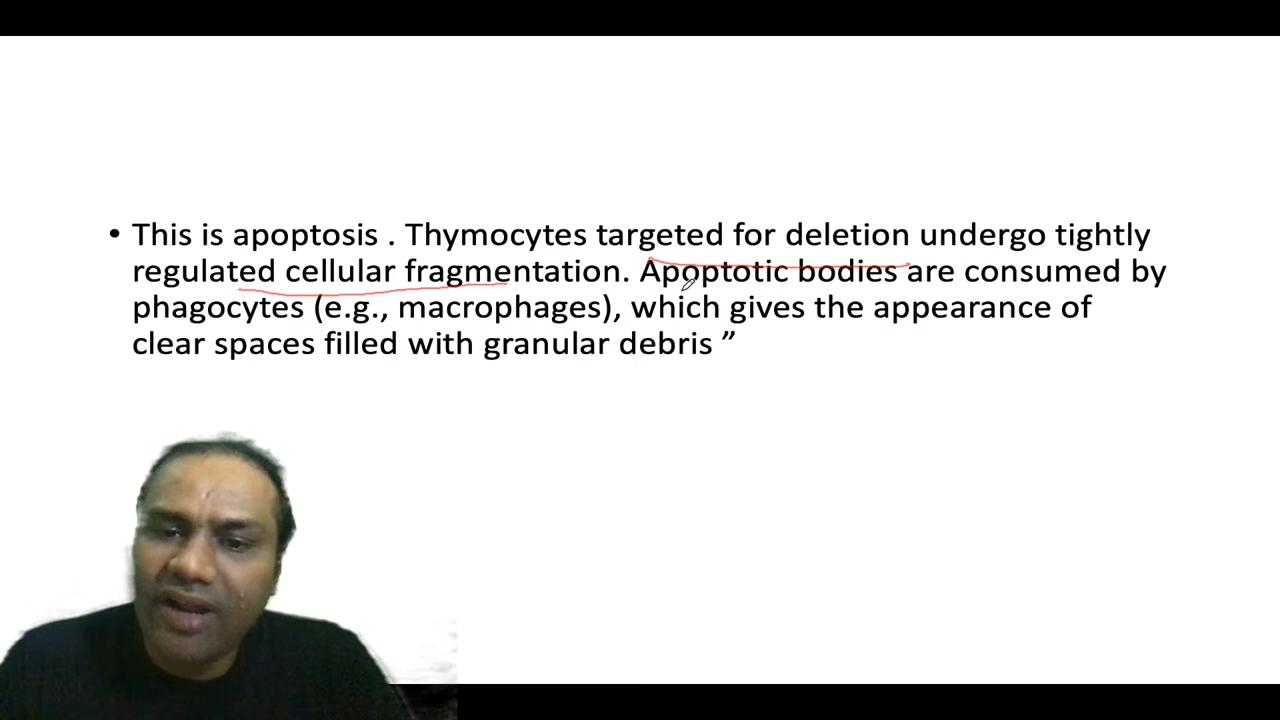 • This is apoptosis . Thymocytes targeted for deletion undergo tightly
regulated cellular fragmentation. Apoptotic bodies are consumed by
phagocytes (e.g., macrophages), which gives the appearance of
clear spaces filled with granular debris ”